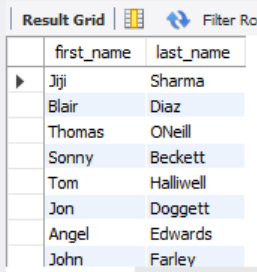 Result Grid Filter Ro
first_name last_name
Jiji Sharma
Blair Diaz
Thomas ONeill
Sonny Beckett
Tom Halliwell
Jon Doggett
Angel Edwards
John Farley